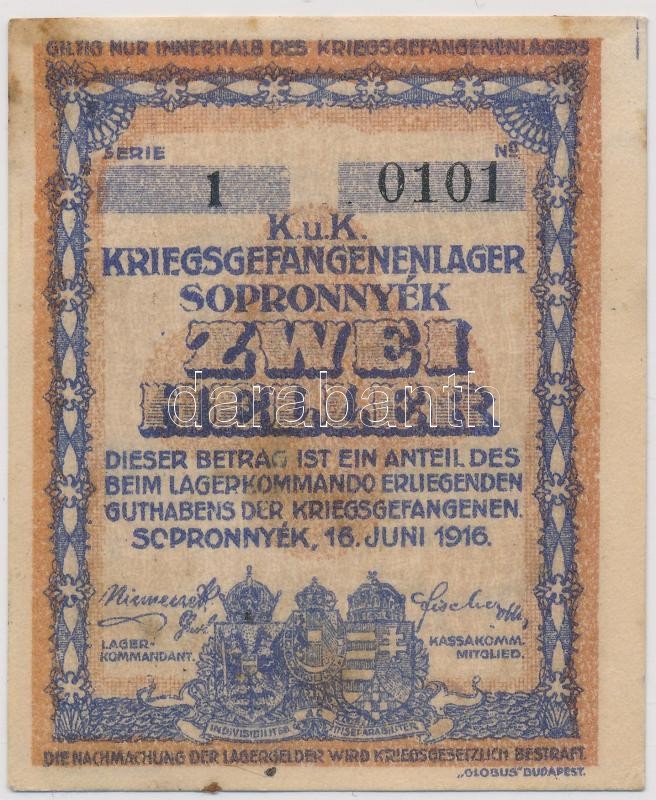 GILTIG NUR INNERHALB DES KRIEGSGEFANGENENLAGERS
SERIE Nº
1 0101
K.u.K.
KRIEGSGEFANGENENLAGER
SOPRONNYÉK
ZWEI
HELLER
darabanth
DIESER BETRAG IST EIN ANTEIL DES
BEIM LAGERKOMMANDO ERLIEGENDEN
GUTHABENS DER KRIEGSGEFANGENEN.
SOPRONNYÉK, 16. JUNI 1916.
LAGER-
KOMMANDANT.
Fischer
KASSAKOMM.
MITGLIED.
INDIVISIBILITER INSEPARABILITER
DIE NACHMACHUNG DER LAGERGELDER WIRD KRIEGSGESETZLICH BESTRAFT.
„GLOBUS" BUDAPEST.